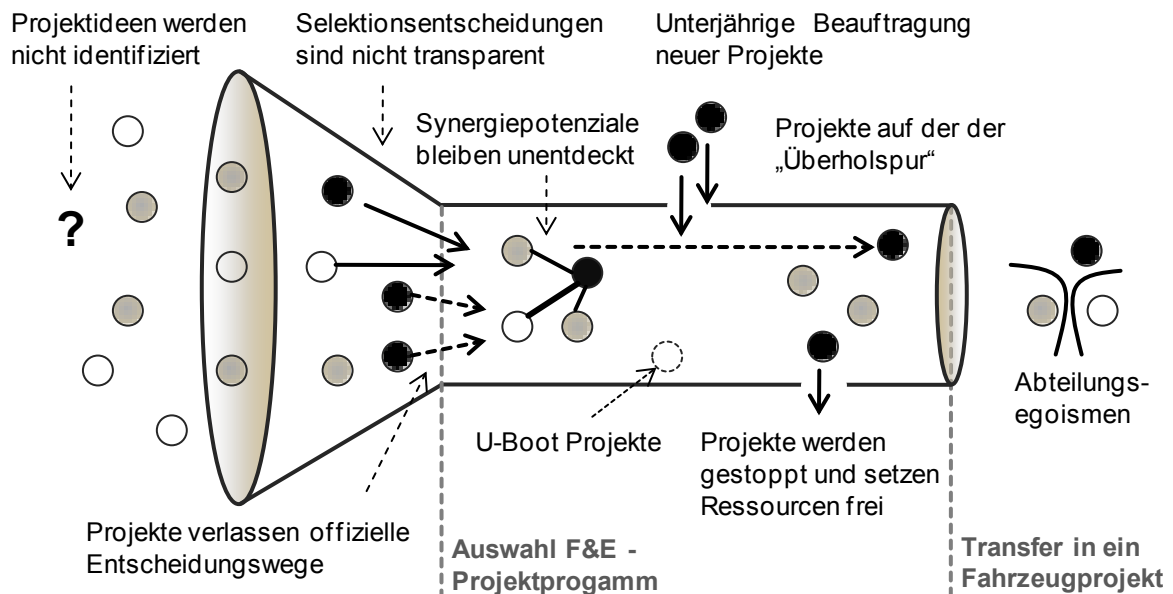 Projektideen werden
nicht identifiziert
Selektionsentscheidungen
sind nicht transparent
Unterjährige Beauftragung
neuer Projekte
Synergiepotenziale
bleiben unentdeckt
Projekte auf der der
„Überholspur“
?
Abteilungs-
egoismen
U-Boot Projekte
Projekte werden
gestoppt und setzen
Ressourcen frei
Projekte verlassen offizielle
Entscheidungswege
Auswahl F&E -
Projektprogamm
Transfer in ein
Fahrzeugprojekt